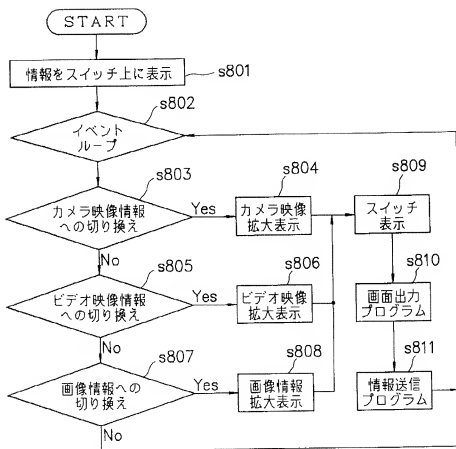 START
情報をスイッチ上に表示
s801
s802
イベント
ループ
s803
カメラ映像情報
への切り換え
Yes
s804
カメラ映像
拡大表示
s809
スイッチ
表示
No
s805
ビデオ映像情報
への切り換え
Yes
s806
ビデオ映像
拡大表示
s810
画面出力
プログラム
No
s807
画像情報への
切り換え
Yes
s808
画像情報
拡大表示
s811
情報送信
プログラム
No